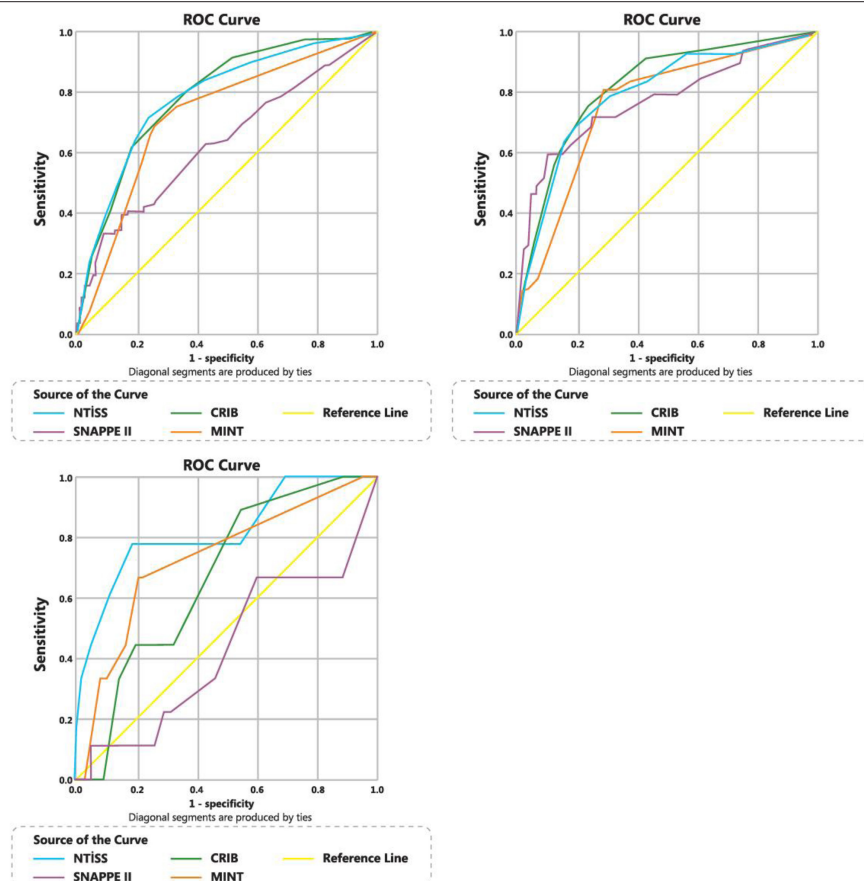 ROC Curve
1.0
0.8
0.6
0.4
0.2
0.0
Sensitivity
0.0 0.2 0.4 0.6 0.8 1.0
1 - specificity
Diagonal segments are produced by ties
Source of the Curve
NTİSS CRIB Reference Line
SNAPPE II MINT
ROC Curve
1.0
0.8
0.6
0.4
0.2
0.0
Sensitivity
0.0 0.2 0.4 0.6 0.8 1.0
1 - specificity
Diagonal segments are produced by ties
Source of the Curve
NTİSS CRIB Reference Line
SNAPPE II MINT
ROC Curve
1.0
0.8
0.6
0.4
0.2
0.0
Sensitivity
0.0 0.2 0.4 0.6 0.8 1.0
1 - specificity
Diagonal segments are produced by ties
Source of the Curve
NTİSS CRIB Reference Line
SNAPPE II MINT